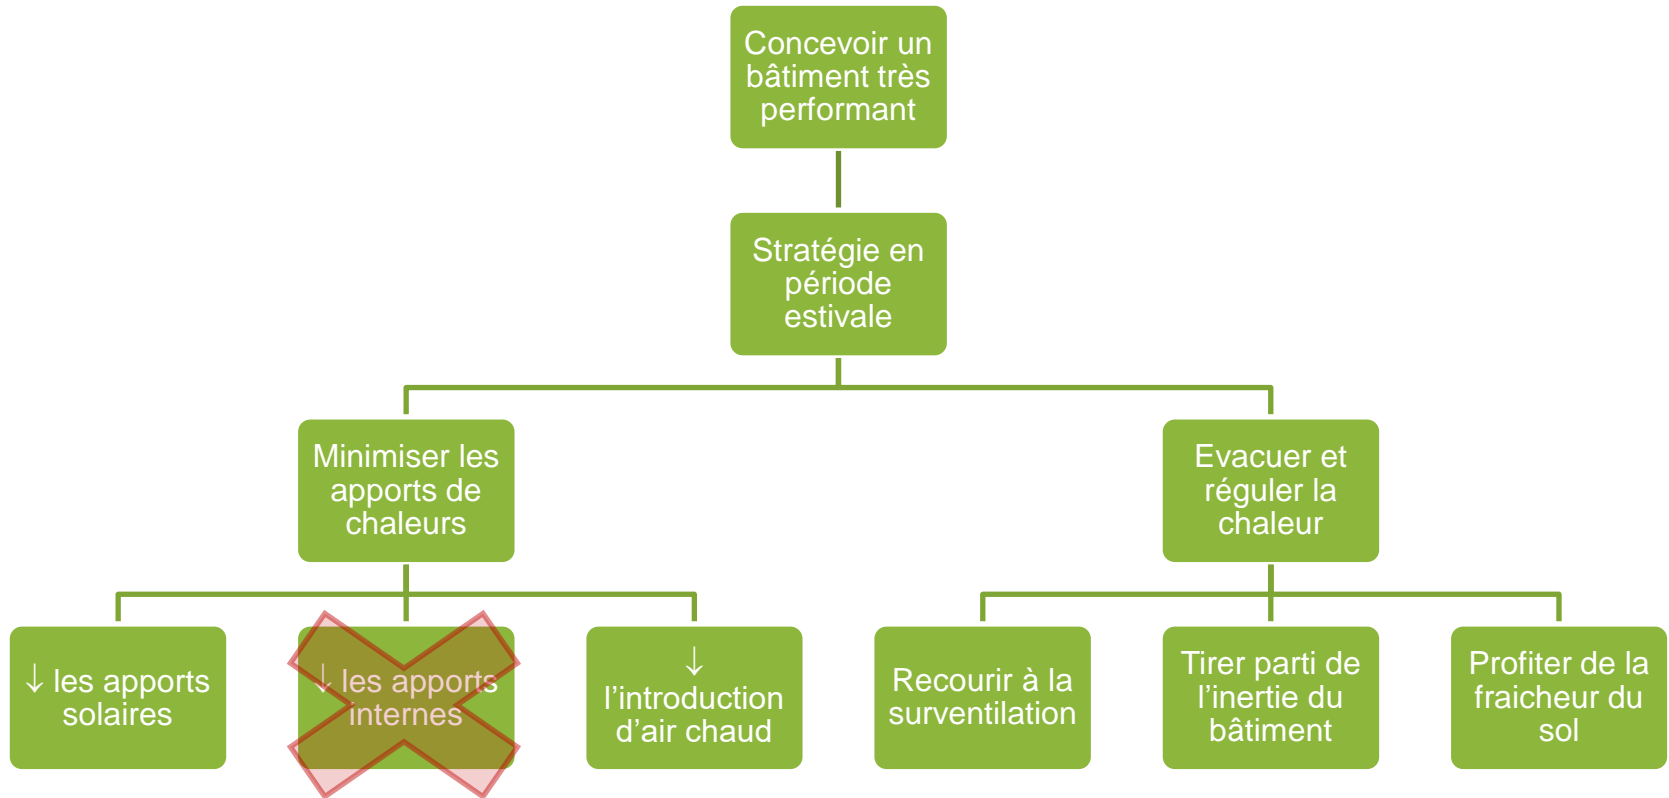 Concevoir un
bâtiment très
performant
Stratégie en
période
estivale
Minimiser les
apports de
chaleurs
Evacuer et
réguler la
chaleur
↓ les apports
solaires
↓ les apports
internes
↓
l’introduction
d’air chaud
Recourir à la
surventilation
Tirer parti de
l’inertie du
bâtiment
Profiter de la
fraicheur du
sol